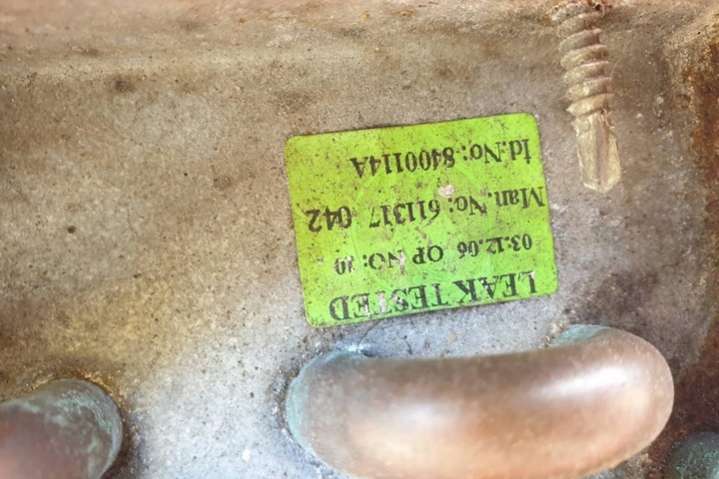 LEAK TESTED
03.12.06 OP NO: 10
Man.No: 611317 042
Id.No: 8400114A